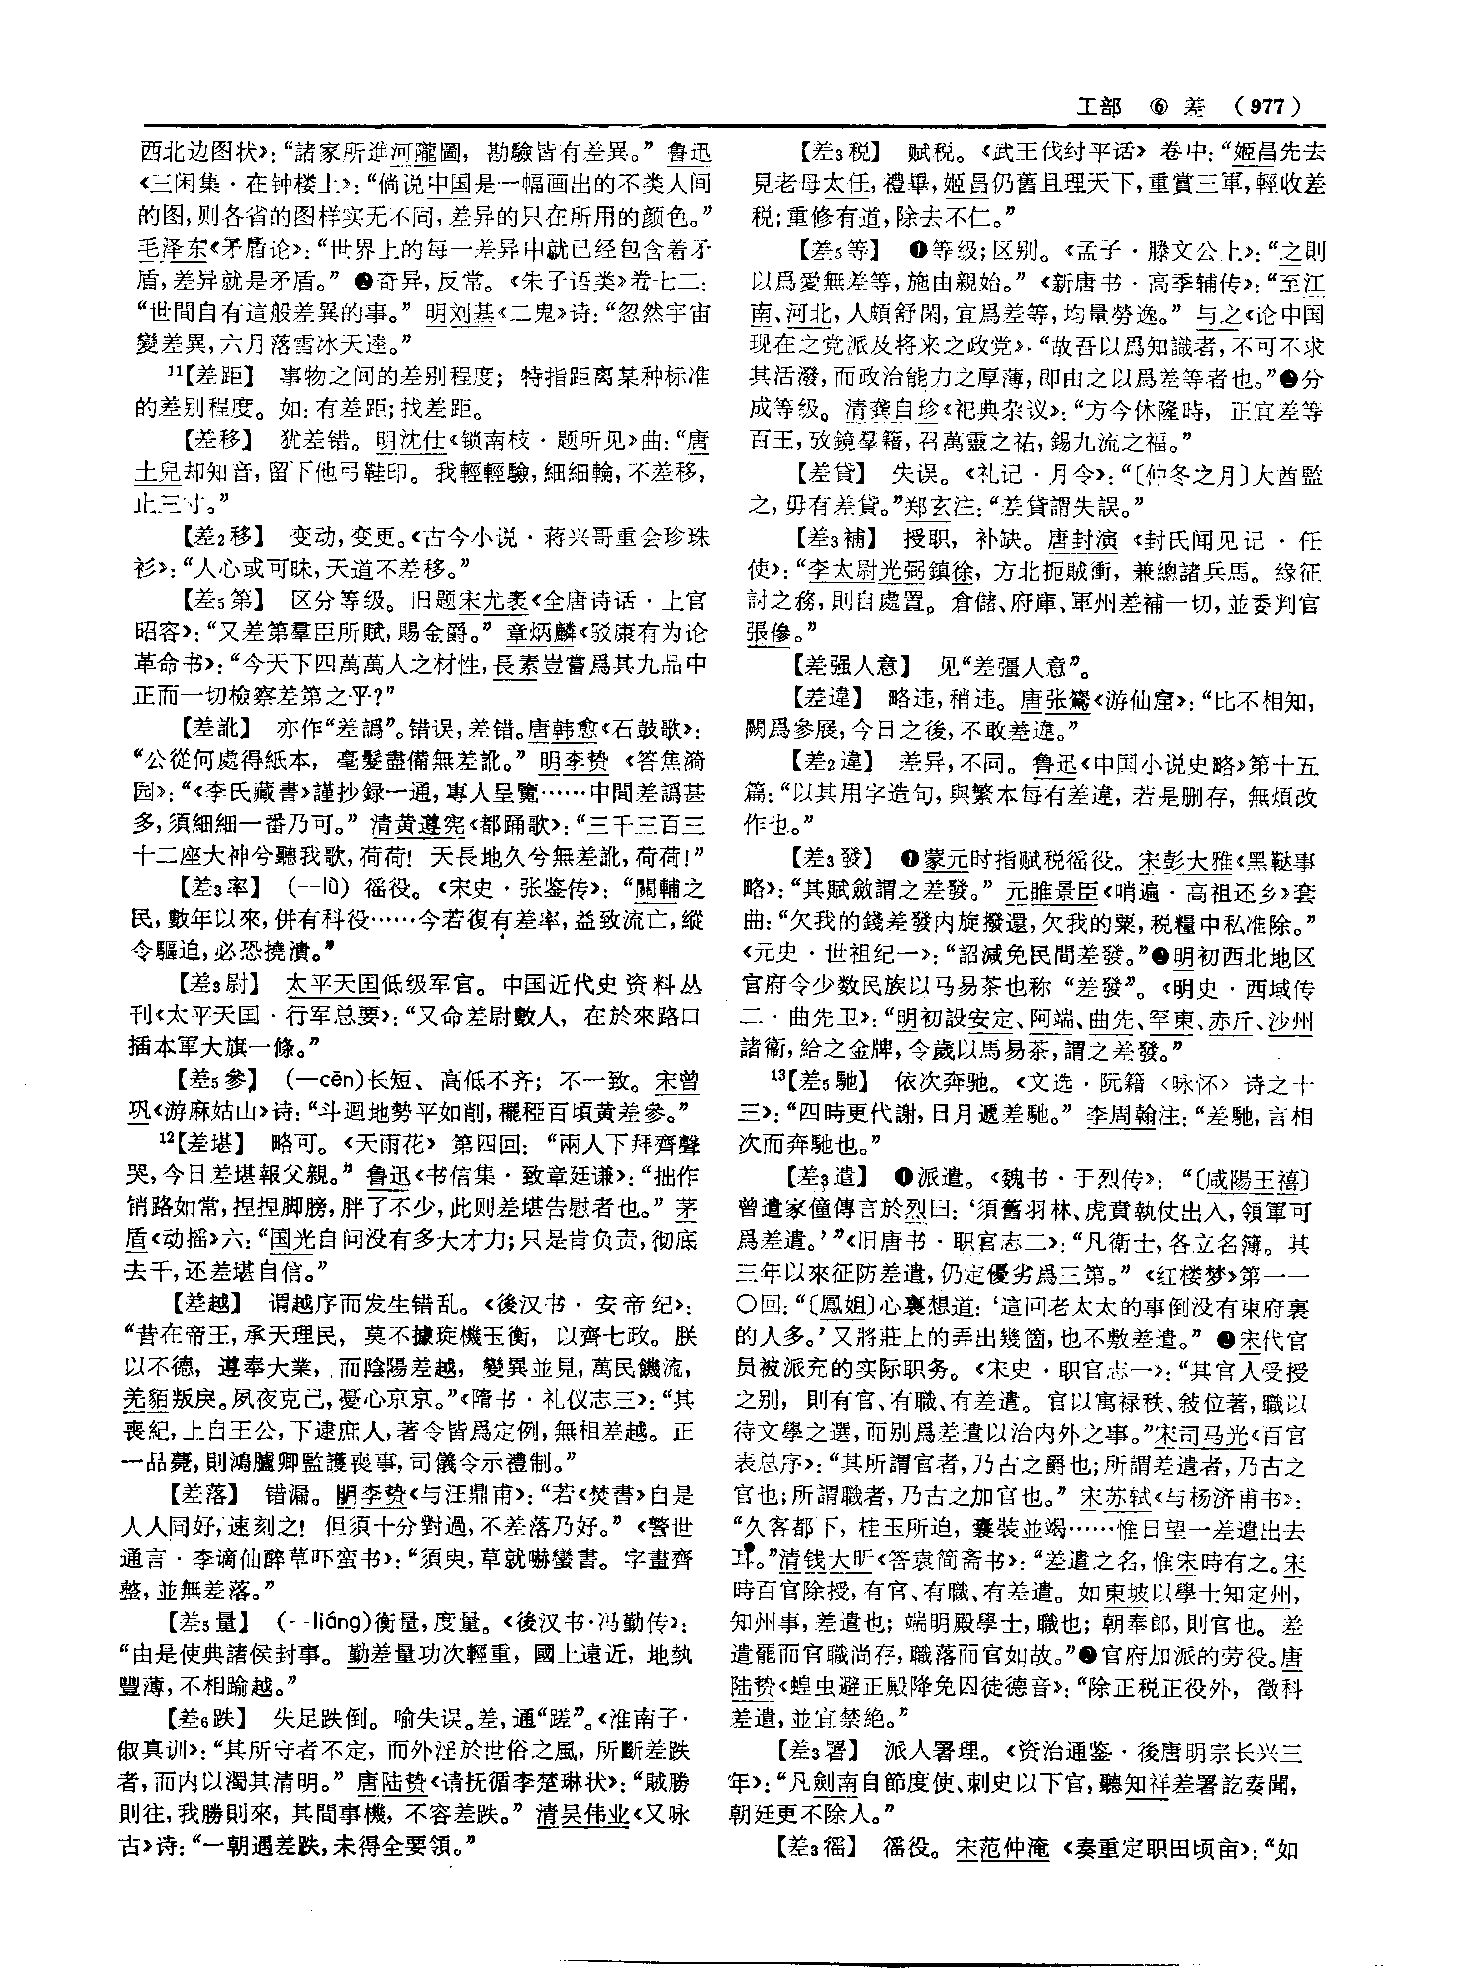 工部 ⑥ 差 （977）
西北边图状》：“諸家所進河隴圖，勘驗皆有差異。”鲁迅
《三闲集·在钟楼上》：“倘说中国是一幅画出的不类人间
的图，则各省的图样实无不同，差异的只在所用的颜色。”
毛泽东《矛盾论》：“世界上的每一差异中就已经包含着矛
盾，差异就是矛盾。” ❷奇异，反常。《朱子语类》卷七二：
“世間自有這般差異的事。” 明刘基《二鬼》诗：“忽然宇宙
變差異，六月落雪冰天逵。”
11【差距】 事物之间的差别程度；特指距离某种标准
的差别程度。如：有差距；找差距。
【差移】 犹差错。明沈仕《锁南枝·题所见》曲：“唐
土兒却知音，留下他弓鞋印。我輕輕驗，細細輪，不差移，
止三寸。”
【差2移】 变动，变更。《古今小说·蒋兴哥重会珍珠
衫》：“人心或可昧，天道不差移。”
【差5第】 区分等级。旧题宋尤袤《全唐诗话·上官
昭容》：“又差第羣臣所賦，賜金爵。” 章炳麟《驳康有为论
革命书》：“今天下四萬萬人之材性，長素豈嘗爲其九品中
正而一切檢察差第之乎？”
【差訛】 亦作“差譌”。错误，差错。唐韩愈《石鼓歌》：
“公從何處得紙本，毫髮盡備無差訛。” 明李贽《答焦漪
园》：“《李氏藏書》謹抄録一通，專人呈覽……中間差譌甚
多，須細細一番乃可。” 清黄遵宪《都踊歌》：“三千三百三
十二座大神兮聽我歌，荷荷！天長地久兮無差訛，荷荷！”
【差3率】 （--lǜ）徭役。《宋史·张鉴传》：“關輔之
民，數年以來，併有科役……今若復有差率，益致流亡，縱
令驅迫，必恐撓潰。”
【差3尉】 太平天国低级军官。中国近代史资料丛
刊《太平天国·行军总要》：“又命差尉數人，在於來路口
插本軍大旗一條。”
【差5參】 （—cēn）长短、高低不齐；不一致。宋曾
巩《游麻姑山》诗：“斗迴地勢平如削，穲稏百頃黄差參。”
12【差堪】 略可。《天雨花》第四回：“兩人下拜齊聲
哭，今日差堪報父親。” 鲁迅《书信集·致章廷谦》：“拙作
销路如常，捏捏脚膀，胖了不少，此则差堪告慰者也。” 茅
盾《动摇》六：“国光自问没有多大才力；只是肯负责，彻底
去干，还差堪自信。”
【差越】 谓越序而发生错乱。《後汉书·安帝纪》：
“昔在帝王，承天理民，莫不據琁機玉衡，以齊七政。朕
以不德，遵奉大業，而陰陽差越，變異並見，萬民饑流，
羌貊叛戾。夙夜克己，憂心京京。”《隋书·礼仪志三》：“其
喪紀，上自王公，下逮庶人，著令皆爲定例，無相差越。正
一品薨，則鴻臚卿監護喪事，司儀令示禮制。”
【差落】 错漏。明李贽《与汪鼎甫》：“若《焚書》自是
人人同好，速刻之！但須十分對過，不差落乃好。”《警世
通言·李谪仙醉草吓蛮书》：“須臾，草就嚇蠻書。字畫齊
整，並無差落。”
【差5量】 （--liáng）衡量，度量。《後汉书·冯勤传》：
“由是使典諸侯封事。勤差量功次輕重，國土遠近，地埶
豐薄，不相踰越。”
【差6跌】 失足跌倒。喻失误。差，通“蹉”。《淮南子·
俶真训》：“其所守者不定，而外淫於世俗之風，所斷差跌
者，而内以濁其清明。” 唐陆贽《请抚循李楚琳状》：“賊勝
則往，我勝則來，其間事機，不容差跌。” 清吴伟业《又咏
古》诗：“一朝遇差跌，未得全要領。”
【差3税】 赋税。《武王伐纣平话》卷中：“姬昌先去
見老母太任，禮畢，姬昌仍舊且理天下，重賞三軍，輕收差
税；重修有道，除去不仁。”
【差5等】 ❶等级；区别。《孟子·滕文公上》：“之則
以爲愛無差等，施由親始。”《新唐书·高季辅传》：“至江
南、河北，人頗舒閑，宜爲差等，均量勞逸。” 与之《论中国
现在之党派及将来之政党》：“故吾以爲知識者，不可不求
其活潑，而政治能力之厚薄，即由之以爲差等者也。”❷分
成等级。清龚自珍《祀典杂议》：“方今休隆時，正宜差等
百王，攷鏡羣籍，召萬靈之祐，錫九流之福。”
【差貸】 失误。《礼记·月令》：“〔仲冬之月〕大酋監
之，毋有差貸。”郑玄注：“差貸謂失誤。”
【差3補】 授职，补缺。唐封演《封氏闻见记·任
使》：“李太尉光弼鎮徐，方北扼賊衝，兼總諸兵馬。緣征
討之務，則自處置。倉儲、府庫、軍州差補一切，並委判官
張傪。”
【差强人意】 见“差彊人意”。
【差違】 略违，稍违。唐张鷟《游仙窟》：“比不相知，
闕爲參展，今日之後，不敢差違。”
【差2違】 差异，不同。鲁迅《中国小说史略》第十五
篇：“以其用字造句，與繁本每有差違，若是删存，無煩改
作也。”
【差3發】 ❶蒙元时指赋税徭役。宋彭大雅《黑鞑事
略》：“其賦斂謂之差發。” 元睢景臣《哨遍·高祖还乡》套
曲：“欠我的錢差發内旋撥還，欠我的粟，税糧中私准除。”
《元史·世祖纪一》：“詔減免民間差發。”❷明初西北地区
官府令少数民族以马易茶也称“差發”。《明史·西域传
二·曲先卫》：“明初設安定、阿端、曲先、罕東、赤斤、沙州
諸衛，給之金牌，令歲以馬易茶，謂之差發。”
13【差5馳】 依次奔驰。《文选·阮籍〈咏怀〉诗之十
三》：“四時更代謝，日月遞差馳。” 李周翰注：“差馳，言相
次而奔馳也。”
【差3遣】 ❶派遣。《魏书·于烈传》：“〔咸陽王禧〕
曾遣家僮傳言於烈曰：‘須舊羽林、虎賁執仗出入，領軍可
爲差遣。’”《旧唐书·职官志二》：“凡衛士，各立名簿。其
三年以來征防差遣，仍定優劣爲三第。”《红楼梦》第一一
〇回：“〔鳳姐〕心裏想道：‘這回老太太的事倒没有東府裏
的人多。’又將莊上的弄出幾箇，也不敷差遣。” ❷宋代官
员被派充的实际职务。《宋史·职官志一》：“其官人受授
之别，則有官、有職、有差遣。官以寓禄秩、敍位著，職以
待文學之選，而别爲差遣以治内外之事。”宋司马光《百官
表总序》：“其所謂官者，乃古之爵也；所謂差遣者，乃古之
官也；所謂職者，乃古之加官也。” 宋苏轼《与杨济甫书》：
“久客都下，桂玉所迫，囊裝並竭……惟日望一差遣出去
耳。”清钱大昕《答袁简斋书》：“差遣之名，惟宋時有之。宋
時百官除授，有官、有職、有差遣。如東坡以學士知定州，
知州事，差遣也；端明殿學士，職也；朝奉郎，則官也。差
遣罷而官職尚存，職落而官如故。”❸官府加派的劳役。唐
陆贽《蝗虫避正殿降免囚徒德音》：“除正税正役外，徵科
差遣，並宜禁絶。”
【差3署】 派人署理。《资治通鉴·後唐明宗长兴三
年》：“凡劍南自節度使、刺史以下官，聽知祥差署訖奏聞，
朝廷更不除人。”
【差3徭】 徭役。宋范仲淹《奏重定职田顷亩》：“如